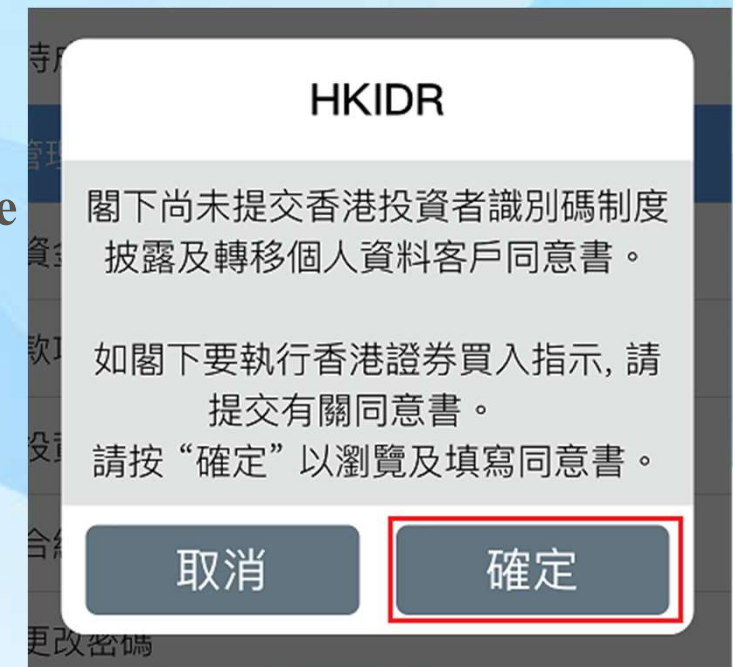 HKIDR
閣下尚未提交香港投資者識別碼制度
披露及轉移個人資料客戶同意書。
如閣下要執行香港證券買入指示, 請
提交有關同意書。
請按 “確定” 以瀏覽及填寫同意書。
取消
確定
更改密碼
e